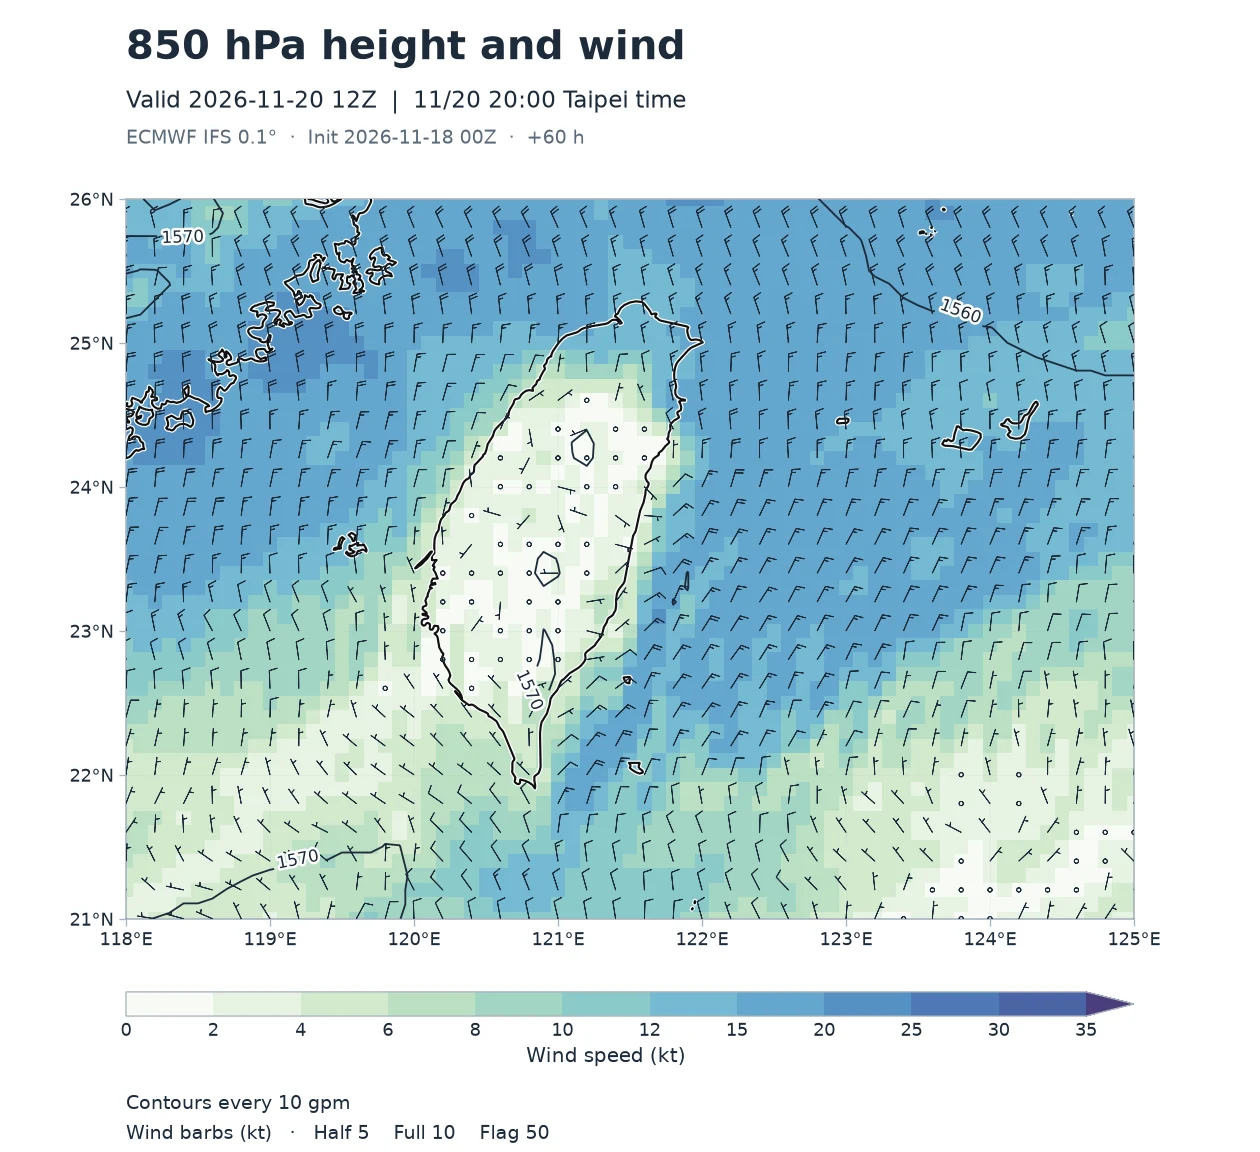 850 hPa height and wind
Valid 2026-11-20 12Z | 11/20 20:00 Taipei time
ECMWF IFS 0.1° · Init 2026-11-18 00Z · +60 h
26°N
1570
1560
25°N
24°N
23°N
1570
22°N
1570
21°N
118°E 119°E 120°E 121°E 122°E 123°E 124°E 125°E
0 2 4 6 8 10 12 15 20 25 30 35
Wind speed (kt)
Contours every 10 gpm
Wind barbs (kt) · Half 5 Full 10 Flag 50